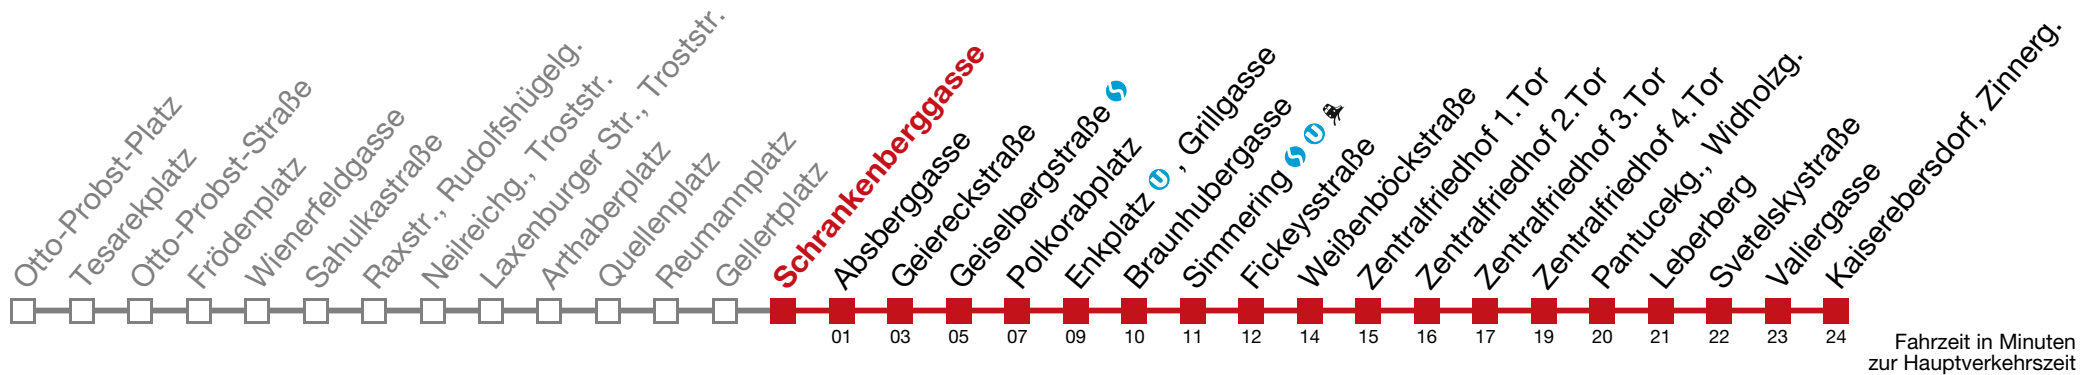 Otto-Probst-Platz
Tesarekplatz
Otto-Probst-Straße
Frödenplatz
Wienerfeldgasse
Sahulkastraße
Raxstr., Rudolfshügelg.
Neilreichg., Troststr.
Laxenburger Str., Troststr.
Arthaberplatz
Quellenplatz
Reumannplatz
Gellertplatz
Schrankenberggasse
Absberggasse
Geiereckstraße
Geiselbergstraße S
Polkorabplatz
Enkplatz U , Grillgasse
Braunhubergasse
Simmering S U
Fickeysstraße
Weißenböckstraße
Zentralfriedhof 1. Tor
Zentralfriedhof 2. Tor
Zentralfriedhof 3. Tor
Zentralfriedhof 4. Tor
Pantucekg., Widholzg.
Leberberg
Svetelskystraße
Valiergasse
Kaiserebersdorf, Zinnerg.
01 03 05 07 09 10 11 12 14 15 16 17 19 20 21 22 23 24
Fahrzeit in Minuten
zur Hauptverkehrszeit